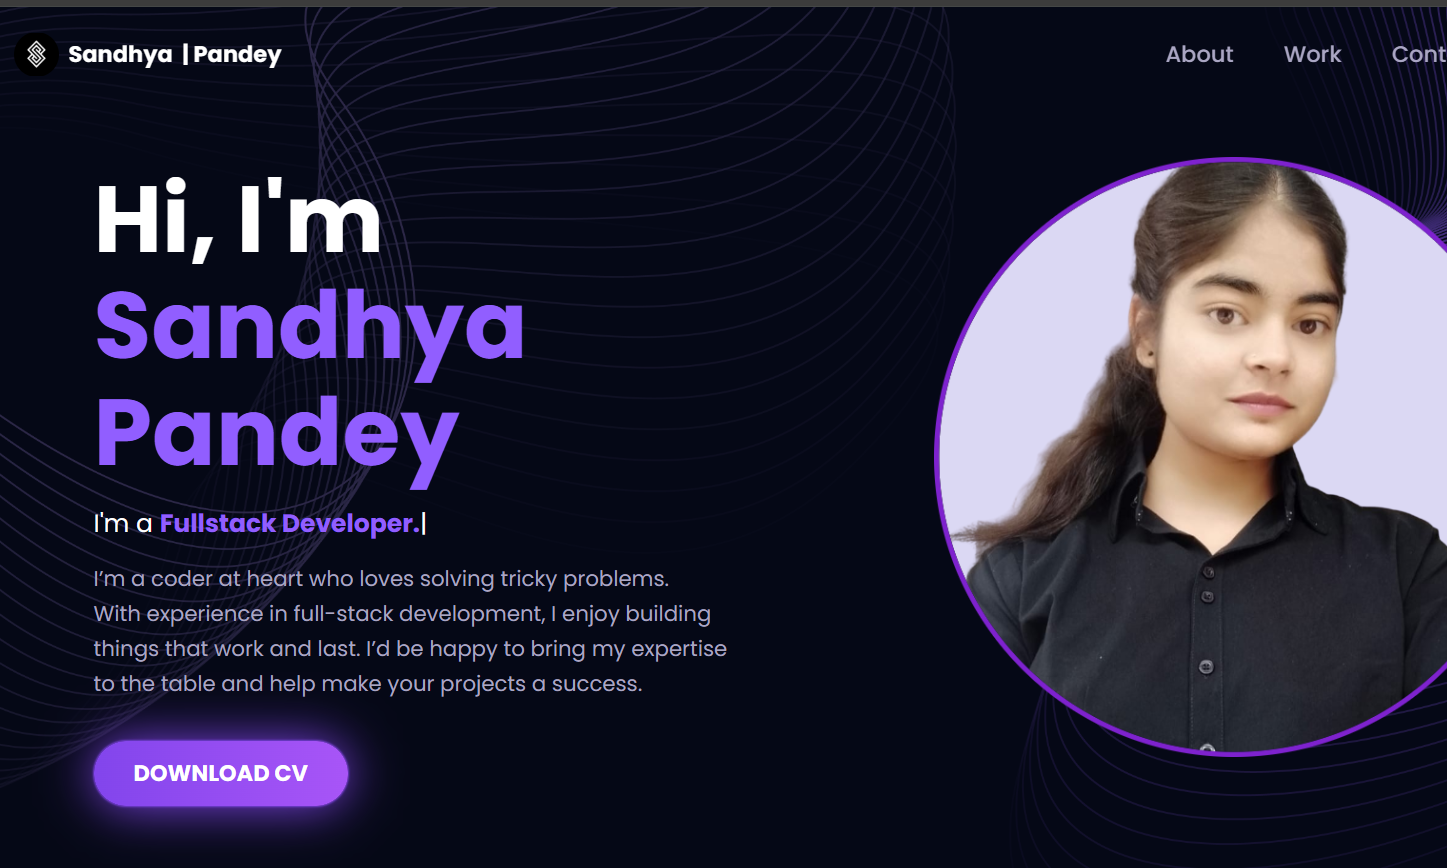 Sandhya | Pandey
About Work Cont
Hi, I'm
Sandhya
Pandey
I'm a Fullstack Developer.|
I’m a coder at heart who loves solving tricky problems.
With experience in full-stack development, I enjoy building
things that work and last. I’d be happy to bring my expertise
to the table and help make your projects a success.
DOWNLOAD CV